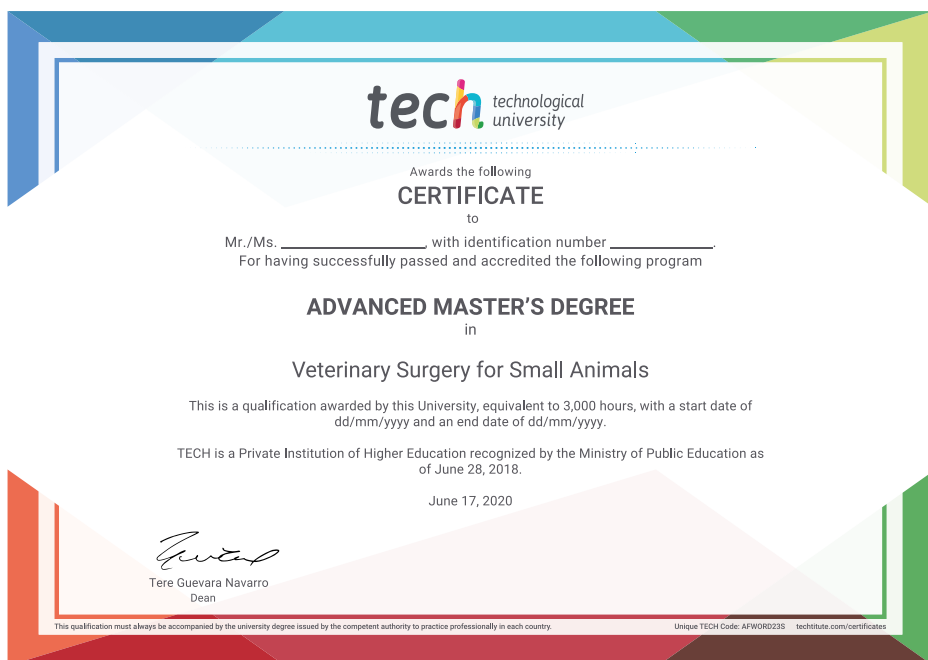 tech technological
university
Awards the following
CERTIFICATE
to
Mr./Ms. ____________________, with identification number ______________.
For having successfully passed and accredited the following program
ADVANCED MASTER'S DEGREE
in
Veterinary Surgery for Small Animals
This is a qualification awarded by this University, equivalent to 3,000 hours, with a start date of
dd/mm/yyyy and an end date of dd/mm/yyyy.
TECH is a Private Institution of Higher Education recognized by the Ministry of Public Education as
of June 28, 2018.
June 17, 2020
Tere Guevara Navarro
Dean
This qualification must always be accompanied by the university degree issued by the competent authority to practice professionally in each country.
Unique TECH Code: AFWORD23S techtitute.com/certificates